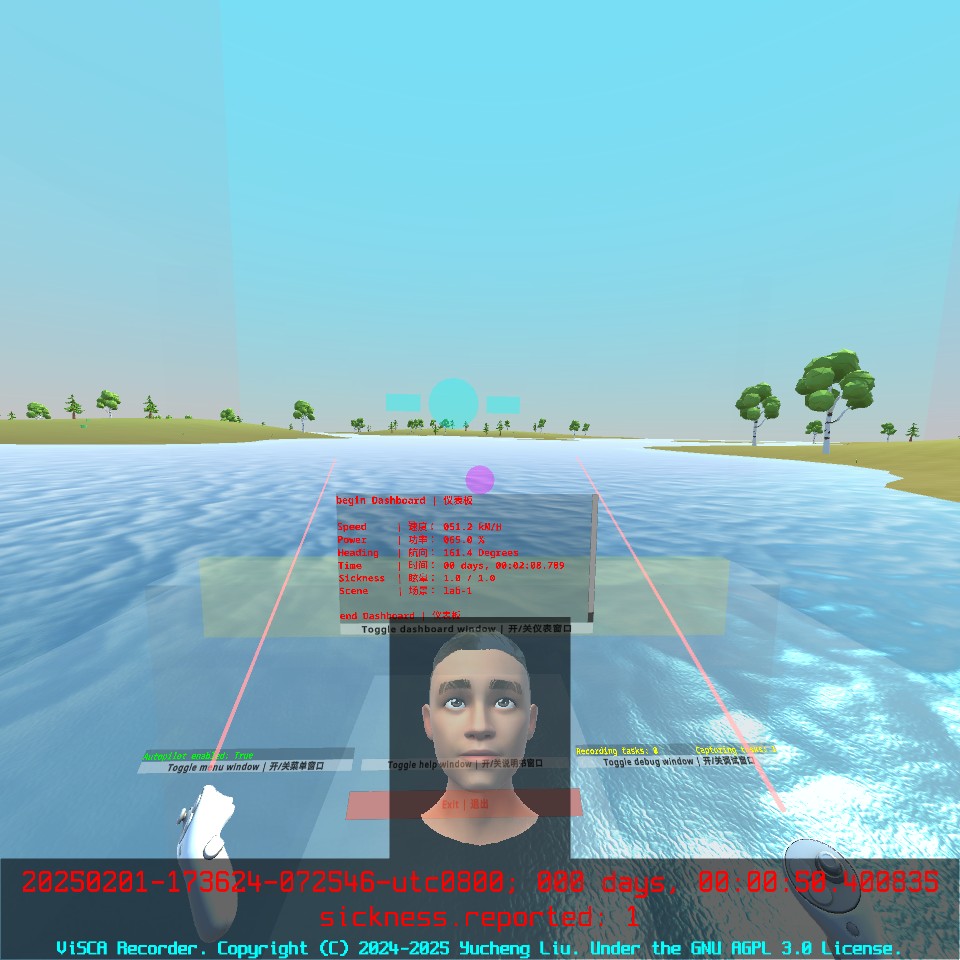 begin Dashboard | 仪表板
Speed | 速度： 051.2 kM/H
Power | 功率： 065.0 %
Heading | 航向： 161.4 Degrees
Time | 时间： 00 days, 00:02:08.789
Sickness | 眩晕： 1.0 / 1.0
Scene | 场景： lab-1
end Dashboard | 仪表板
Toggle dashboard window | 开/关仪表窗口
Autopilot enabled: True
Recording tasks: 0 Capturing tasks:
Toggle menu window | 开/关菜单窗口
Toggle help window | 开/关说明书窗口
Toggle debug window | 开/关调试窗口
Exit | 退出
20250201-173624-072546-utc0800; 000 days, 00:00:50.400835
sickness.reported: 1
ViSCA Recorder. Copyright (C) 2024-2025 Yucheng Liu. Under the GNU AGPL 3.0 License.